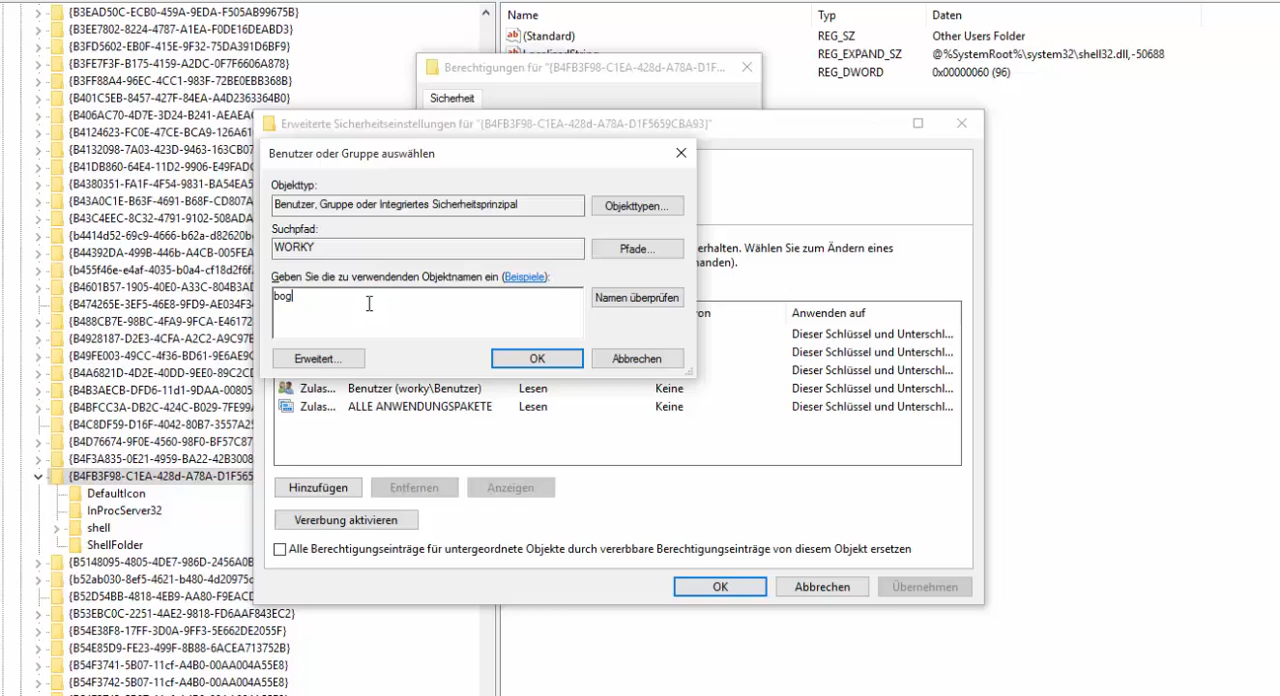 {B3EAD50C-ECB0-459A-9EDA-F505AB99675B}
{B3EE7802-8224-4787-A1EA-F0DE16DEABD3}
{B3FD5602-EB0F-415E-9F32-75DA391D6BF9}
{B3FE7F3F-B175-4159-A2DC-0F7F6606A878}
{B3FF88A4-96EC-4CC1-983F-72BE0EBB368B}
{B401C5EB-8457-427F-84EA-A4D2363364B0}
{B406AC70-4D7E-3D24-B241-AEAEA
{B4124623-FC0E-47CE-BCA9-126A61
{B4132098-7A03-423D-9463-163CB07
{B41DB860-64E4-11D2-9906-E49FADC
{B4380351-FA1F-4F54-9831-BA54EA5
{B43A0C1E-B63F-4691-B68F-CD807A
{B43C4EEC-8C32-4791-9102-508ADA
{b4414d52-69c9-4666-b62a-d82620b
{B44392DA-499B-446b-A4CB-005FEA
{b455f46e-e4af-4035-b0a4-cf18d2f6f
{B4601B57-1905-40E0-A33C-804B3AD
{B474265E-3EF5-46E8-9FD9-AE034F3
{B488CB7E-98BC-4FA9-9FCA-E46172
{B4928187-D2E3-4CFA-A2C2-A9C97E
{B49FE003-49CC-4f36-BD61-9E6AE9C
{B4A6821D-4D2E-40DD-9EE0-89C2CD
{B4B3AECB-DFD6-11d1-9DAA-00805
{B4BFCC3A-DB2C-424C-B029-7FE99A
{B4C8DF59-D16F-4042-80B7-3557A25
{B4D76674-9F0E-4560-98F0-BF57C87
{B4F3A835-0E21-4959-BA22-42B3008
{B4FB3F98-C1EA-428d-A78A-D1F565
DefaultIcon
InProcServer32
shell
ShellFolder
{B5148095-4805-4DE7-986D-2456A0B
{b52ab030-8ef5-4621-b480-4d20975c
{B52D54BB-4818-4EB9-AA80-F9EACD
{B53EBC0C-2251-4AE2-9818-FD6AAF843EC2}
{B54E38F8-17FF-3D0A-9FF3-5E662DE2055F}
{B54E85D9-FE23-499F-8B88-6ACEA713752B}
{B54F3741-5B07-11cf-A4B0-00AA004A55E8}
{B54F3742-5B07-11cf-A4B0-00AA004A55E8}
Name Typ Daten
ab (Standard) REG_SZ Other Users Folder
REG_EXPAND_SZ @%SystemRoot%\system32\shell32.dll,-50688
REG_DWORD 0x00000060 (96)
Berechtigungen für "{B4FB3F98-C1EA-428d-A78A-D1F...
Sicherheit
Erweiterte Sicherheitseinstellungen für "{B4FB3F98-C1EA-428d-A78A-D1F5659CBA93}"
Benutzer oder Gruppe auswählen
Objekttyp:
Benutzer, Gruppe oder Integriertes Sicherheitsprinzipal Objekttypen...
Suchpfad:
WORKY Pfade...
Geben Sie die zu verwendenden Objektnamen ein (Beispiele):
bog Namen überprüfen
Erweitert... OK Abbrechen
erhalten. Wählen Sie zum Ändern eines
anden).
on Anwenden auf
Dieser Schlüssel und Unterschl...
Dieser Schlüssel und Unterschl...
Dieser Schlüssel und Unterschl...
Zulas... Benutzer (worky\Benutzer) Lesen Keine Dieser Schlüssel und Unterschl...
Zulas... ALLE ANWENDUNGSPAKETE Lesen Keine Dieser Schlüssel und Unterschl...
Hinzufügen Entfernen Anzeigen
Vererbung aktivieren
Alle Berechtigungseinträge für untergeordnete Objekte durch vererbbare Berechtigungseinträge von diesem Objekt ersetzen
OK Abbrechen Übernehmen